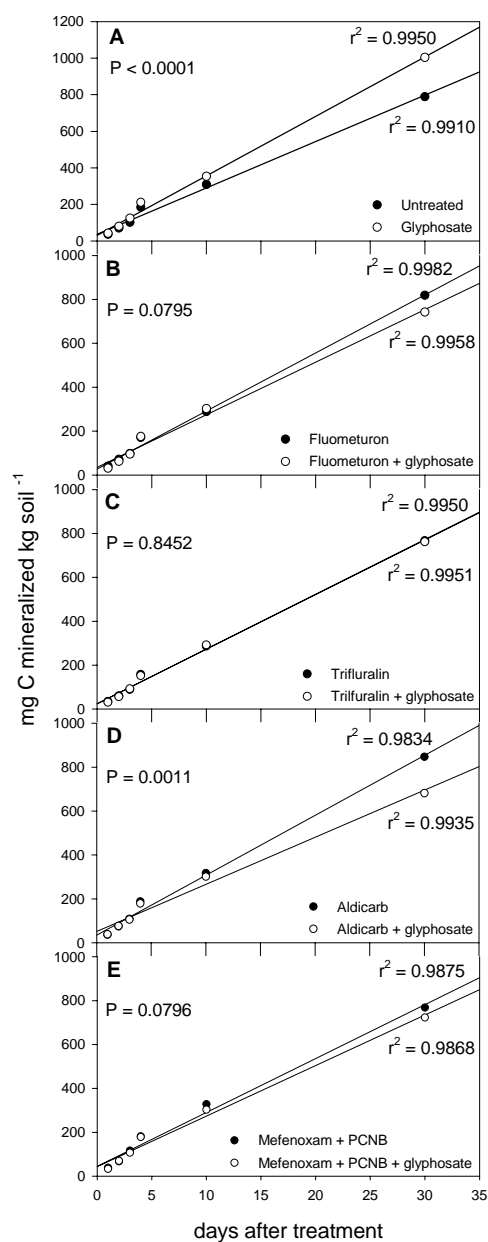 mg C mineralized kg soil ⁻¹
A
P < 0.0001
r² = 0.9950
r² = 0.9910
Untreated
Glyphosate
1200
1000
800
600
400
200
0
B
P = 0.0795
r² = 0.9982
r² = 0.9958
Fluometuron
Fluometuron + glyphosate
1000
800
600
400
200
0
C
P = 0.8452
r² = 0.9950
r² = 0.9951
Trifluralin
Trilfuralin + glyphosate
1000
800
600
400
200
0
D
P = 0.0011
r² = 0.9834
r² = 0.9935
Aldicarb
Aldicarb + glyphosate
1000
800
600
400
200
0
E
P = 0.0796
r² = 0.9875
r² = 0.9868
Mefenoxam + PCNB
Mefenoxam + PCNB + glyphosate
1000
800
600
400
200
0
0 5 10 15 20 25 30 35
days after treatment